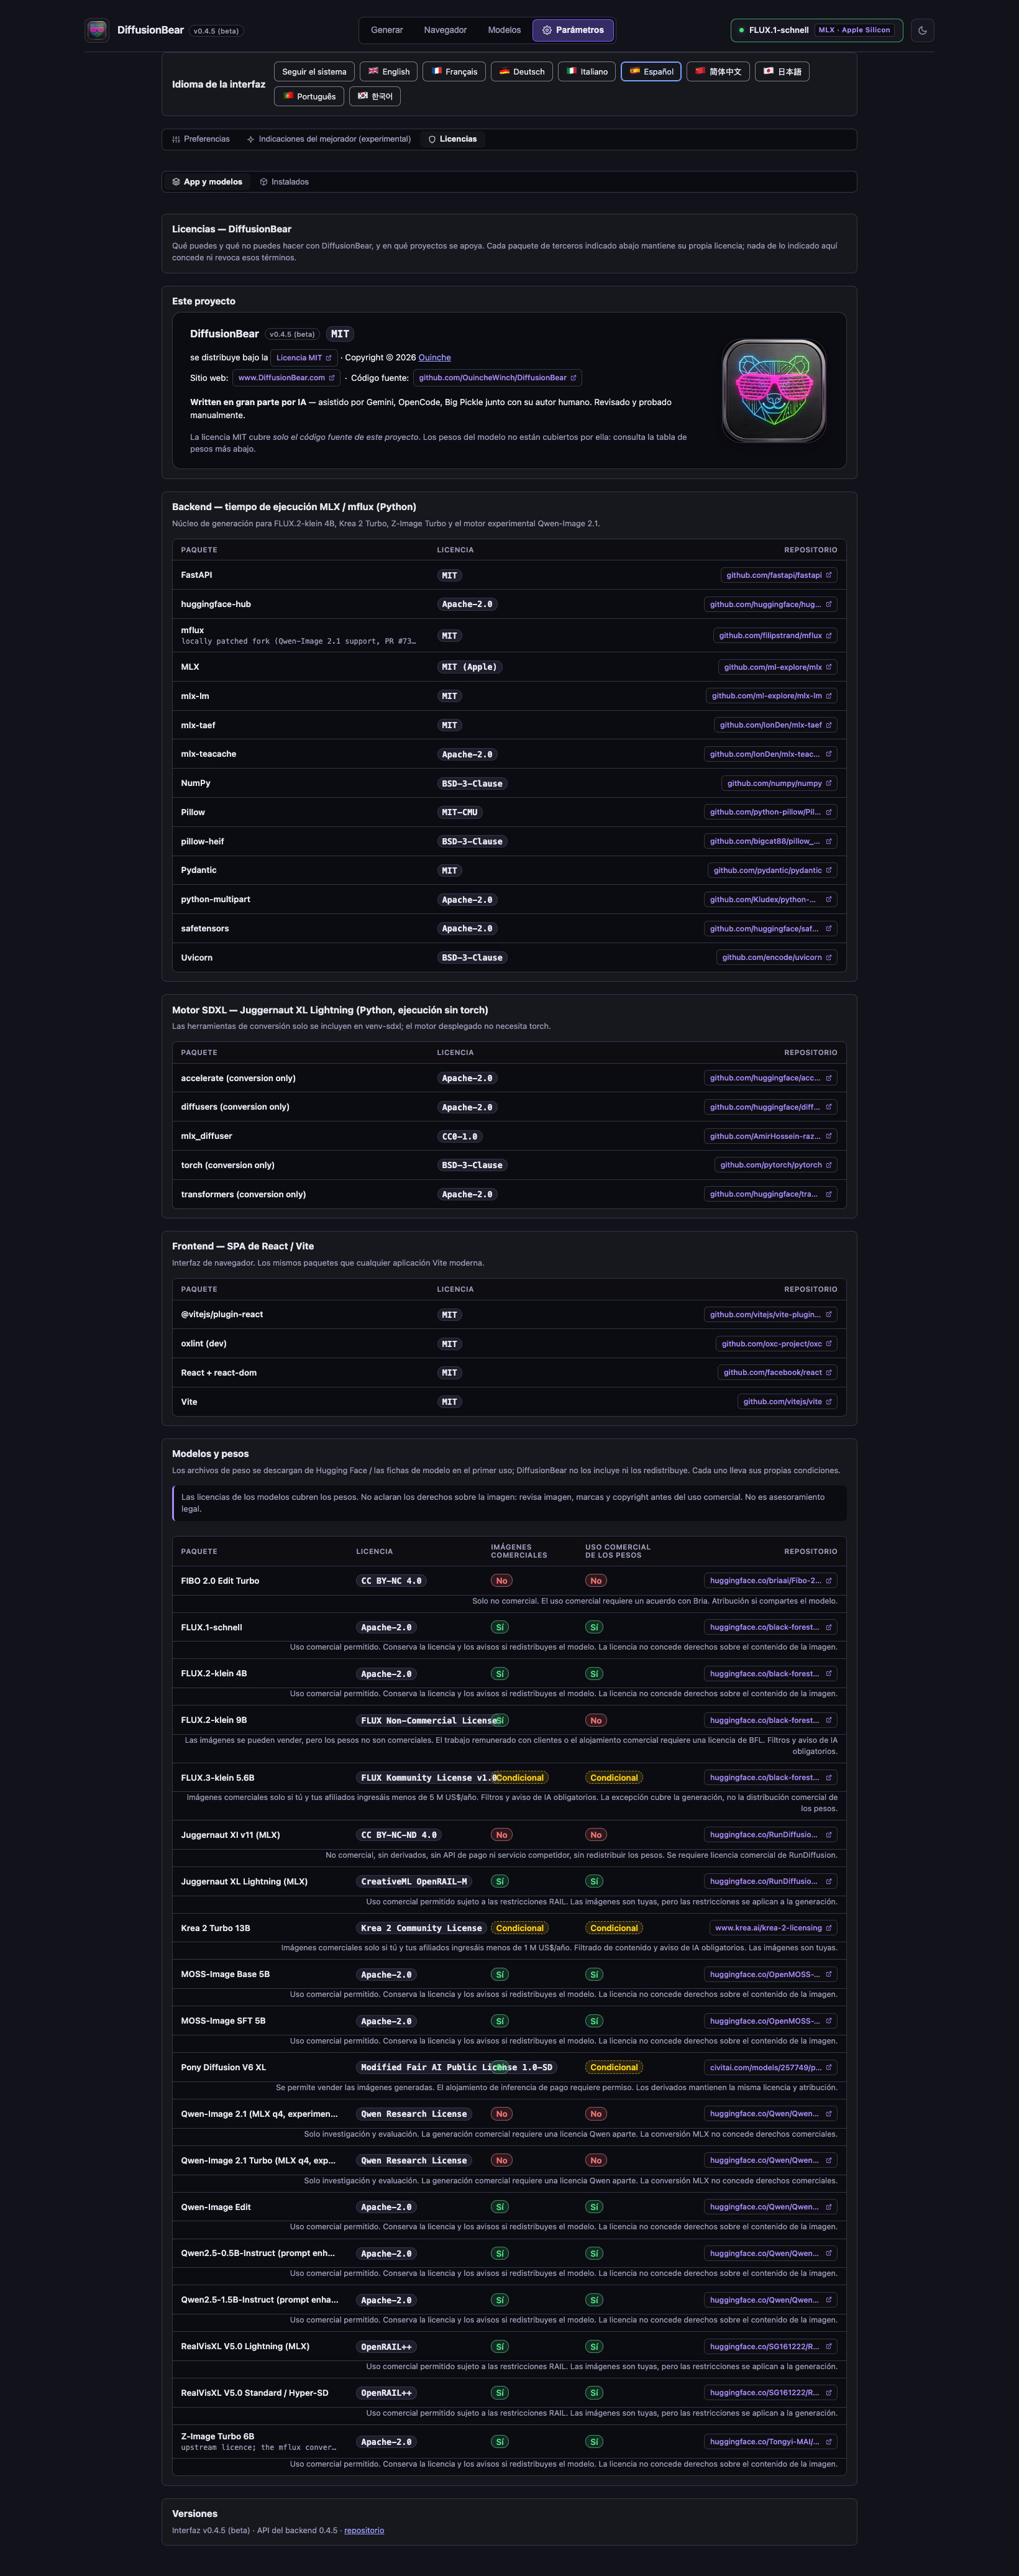 DiffusionBear v0.4.5 (beta)
Generar Navegador Modelos Parámetros
FLUX.1-schnell MLX · Apple Silicon
Idioma de la interfaz
Seguir el sistema English Français Deutsch Italiano Español 简体中文 日本語
Português 한국어
Preferencias Indicaciones del mejorador (experimental) Licencias
App y modelos Instalados
Licencias — DiffusionBear
Qué puedes y qué no puedes hacer con DiffusionBear, y en qué proyectos se apoya. Cada paquete de terceros indicado abajo mantiene su propia licencia; nada de lo indicado aquí
concede ni revoca esos términos.
Este proyecto
DiffusionBear v0.4.5 (beta) MIT
se distribuye bajo la Licencia MIT · Copyright © 2026 Ouinche
Sitio web: www.DiffusionBear.com · Código fuente: github.com/OuincheWinch/DiffusionBear
Written en gran parte por IA — asistido por Gemini, OpenCode, Big Pickle junto con su autor humano. Revisado y probado
manualmente.
La licencia MIT cubre solo el código fuente de este proyecto. Los pesos del modelo no están cubiertos por ella: consulta la tabla de
pesos más abajo.
Backend — tiempo de ejecución MLX / mflux (Python)
Núcleo de generación para FLUX.2-klein 4B, Krea 2 Turbo, Z-Image Turbo y el motor experimental Qwen-Image 2.1.
PAQUETE LICENCIA REPOSITORIO
FastAPI MIT github.com/fastapi/fastapi
huggingface-hub Apache-2.0 github.com/huggingface/hug...
mflux MIT github.com/filipstrand/mflux
locally patched fork (Qwen-Image 2.1 support, PR #73…
MLX MIT (Apple) github.com/ml-explore/mlx
mlx-lm MIT github.com/ml-explore/mlx-lm
mlx-taef MIT github.com/IonDen/mlx-taef
mlx-teacache Apache-2.0 github.com/IonDen/mlx-teac...
NumPy BSD-3-Clause github.com/numpy/numpy
Pillow MIT-CMU github.com/python-pillow/Pil...
pillow-heif BSD-3-Clause github.com/bigcat88/pillow_...
Pydantic MIT github.com/pydantic/pydantic
python-multipart Apache-2.0 github.com/Kludex/python-...
safetensors Apache-2.0 github.com/huggingface/saf...
Uvicorn BSD-3-Clause github.com/encode/uvicorn
Motor SDXL — Juggernaut XL Lightning (Python, ejecución sin torch)
Las herramientas de conversión solo se incluyen en venv-sdxl; el motor desplegado no necesita torch.
PAQUETE LICENCIA REPOSITORIO
accelerate (conversion only) Apache-2.0 github.com/huggingface/acc...
diffusers (conversion only) Apache-2.0 github.com/huggingface/diff...
mlx_diffuser CC0-1.0 github.com/AmirHossein-raz...
torch (conversion only) BSD-3-Clause github.com/pytorch/pytorch
transformers (conversion only) Apache-2.0 github.com/huggingface/tra...
Frontend — SPA de React / Vite
Interfaz de navegador. Los mismos paquetes que cualquier aplicación Vite moderna.
PAQUETE LICENCIA REPOSITORIO
@vitejs/plugin-react MIT github.com/vitejs/vite-plugin...
oxlint (dev) MIT github.com/oxc-project/oxc
React + react-dom MIT github.com/facebook/react
Vite MIT github.com/vitejs/vite
Modelos y pesos
Los archivos de peso se descargan de Hugging Face / las fichas de modelo en el primer uso; DiffusionBear no los incluye ni los redistribuye. Cada uno lleva sus propias condiciones.
Las licencias de los modelos cubren los pesos. No aclaran los derechos sobre la imagen: revisa imagen, marcas y copyright antes del uso comercial. No es asesoramiento
legal.
PAQUETE LICENCIA IMÁGENES COMERCIALES USO COMERCIAL DE LOS PESOS REPOSITORIO
FIBO 2.0 Edit Turbo CC BY-NC 4.0 No No huggingface.co/briaai/Fibo-2...
Solo no comercial. El uso comercial requiere un acuerdo con Bria. Atribución si compartes el modelo.
FLUX.1-schnell Apache-2.0 Sí Sí huggingface.co/black-forest...
Uso comercial permitido. Conserva la licencia y los avisos si redistribuyes el modelo. La licencia no concede derechos sobre el contenido de la imagen.
FLUX.2-klein 4B Apache-2.0 Sí Sí huggingface.co/black-forest...
Uso comercial permitido. Conserva la licencia y los avisos si redistribuyes el modelo. La licencia no concede derechos sobre el contenido de la imagen.
FLUX.2-klein 9B FLUX Non-Commercial License Sí No huggingface.co/black-forest...
Las imágenes se pueden vender, pero los pesos no son comerciales. El trabajo remunerado con clientes o el alojamiento comercial requiere una licencia de BFL. Filtros y aviso de IA
obligatorios.
FLUX.3-klein 5.6B FLUX Kommunity License v1.0 Condicional Condicional huggingface.co/black-forest...
Imágenes comerciales solo si tú y tus afiliados ingresáis menos de 5 M US$/año. Filtros y aviso de IA obligatorios. La excepción cubre la generación, no la distribución comercial de
los pesos.
Juggernaut XI v11 (MLX) CC BY-NC-ND 4.0 No No huggingface.co/RunDiffusio...
No comercial, sin derivados, sin API de pago ni servicio competidor, sin redistribuir los pesos. Se requiere licencia comercial de RunDiffusion.
Juggernaut XL Lightning (MLX) CreativeML OpenRAIL-M Sí Sí huggingface.co/RunDiffusio...
Uso comercial permitido sujeto a las restricciones RAIL. Las imágenes son tuyas, pero las restricciones se aplican a la generación.
Krea 2 Turbo 13B Krea 2 Community License Condicional Condicional www.krea.ai/krea-2-licensing
Imágenes comerciales solo si tú y tus afiliados ingresáis menos de 1 M US$/año. Filtrado de contenido y aviso de IA obligatorios. Las imágenes son tuyas.
MOSS-Image Base 5B Apache-2.0 Sí Sí huggingface.co/OpenMOSS-...
Uso comercial permitido. Conserva la licencia y los avisos si redistribuyes el modelo. La licencia no concede derechos sobre el contenido de la imagen.
MOSS-Image SFT 5B Apache-2.0 Sí Sí huggingface.co/OpenMOSS-...
Uso comercial permitido. Conserva la licencia y los avisos si redistribuyes el modelo. La licencia no concede derechos sobre el contenido de la imagen.
Pony Diffusion V6 XL Modified Fair AI Public License 1.0-SD Condicional civitai.com/models/257749/p...
Se permite vender las imágenes generadas. El alojamiento de inferencia de pago requiere permiso. Los derivados mantienen la misma licencia y atribución.
Qwen-Image 2.1 (MLX q4, experimen... Qwen Research License No No huggingface.co/Qwen/Qwen...
Solo investigación y evaluación. La generación comercial requiere una licencia Qwen aparte. La conversión MLX no concede derechos comerciales.
Qwen-Image 2.1 Turbo (MLX q4, exp... Qwen Research License No No huggingface.co/Qwen/Qwen...
Solo investigación y evaluación. La generación comercial requiere una licencia Qwen aparte. La conversión MLX no concede derechos comerciales.
Qwen-Image Edit Apache-2.0 Sí Sí huggingface.co/Qwen/Qwen...
Uso comercial permitido. Conserva la licencia y los avisos si redistribuyes el modelo. La licencia no concede derechos sobre el contenido de la imagen.
Qwen2.5-0.5B-Instruct (prompt enh... Apache-2.0 Sí Sí huggingface.co/Qwen/Qwen...
Uso comercial permitido. Conserva la licencia y los avisos si redistribuyes el modelo. La licencia no concede derechos sobre el contenido de la imagen.
Qwen2.5-1.5B-Instruct (prompt enha... Apache-2.0 Sí Sí huggingface.co/Qwen/Qwen...
Uso comercial permitido. Conserva la licencia y los avisos si redistribuyes el modelo. La licencia no concede derechos sobre el contenido de la imagen.
RealVisXL V5.0 Lightning (MLX) OpenRAIL++ Sí Sí huggingface.co/SG161222/R...
Uso comercial permitido sujeto a las restricciones RAIL. Las imágenes son tuyas, pero las restricciones se aplican a la generación.
RealVisXL V5.0 Standard / Hyper-SD OpenRAIL++ Sí Sí huggingface.co/SG161222/R...
Uso comercial permitido sujeto a las restricciones RAIL. Las imágenes son tuyas, pero las restricciones se aplican a la generación.
Z-Image Turbo 6B Apache-2.0 Sí Sí huggingface.co/Tongyi-MAI/...
upstream licence; the mflux conver…
Uso comercial permitido. Conserva la licencia y los avisos si redistribuyes el modelo. La licencia no concede derechos sobre el contenido de la imagen.
Versiones
Interfaz v0.4.5 (beta) · API del backend 0.4.5 · repositorio